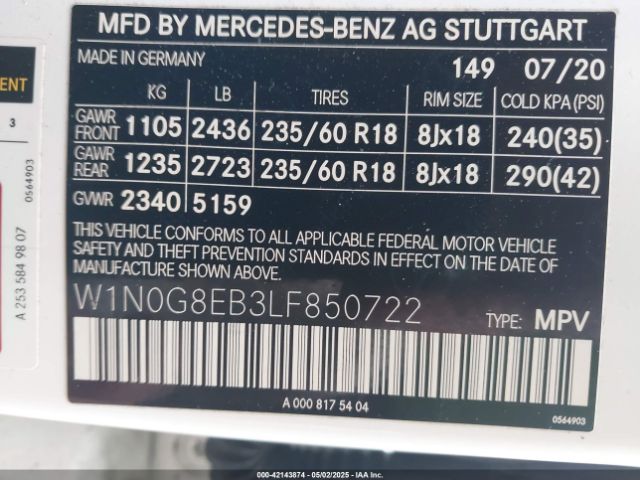 MFD BY MERCEDES-BENZ AG STUTTGART
MADE IN GERMANY 149 07/20
KG LB TIRES RIM SIZE COLD KPA (PSI)
GAWR FRONT 1105 2436 235/60 R18 8Jx18 240(35)
GAWR REAR 1235 2723 235/60 R18 8Jx18 290(42)
GVWR 2340 5159
THIS VEHICLE CONFORMS TO ALL APPLICABLE FEDERAL MOTOR VEHICLE
SAFETY AND THEFT PREVENTION STANDARDS IN EFFECT ON THE DATE
OF MANUFACTURE SHOWN ABOVE.
W1N0G8EB3LF850722 TYPE: MPV
A 000 817 54 04
0564903
ENT
3
0564903
A 253 584 98 07
000-42143874 - 05/02/2025 - IAA, Inc.